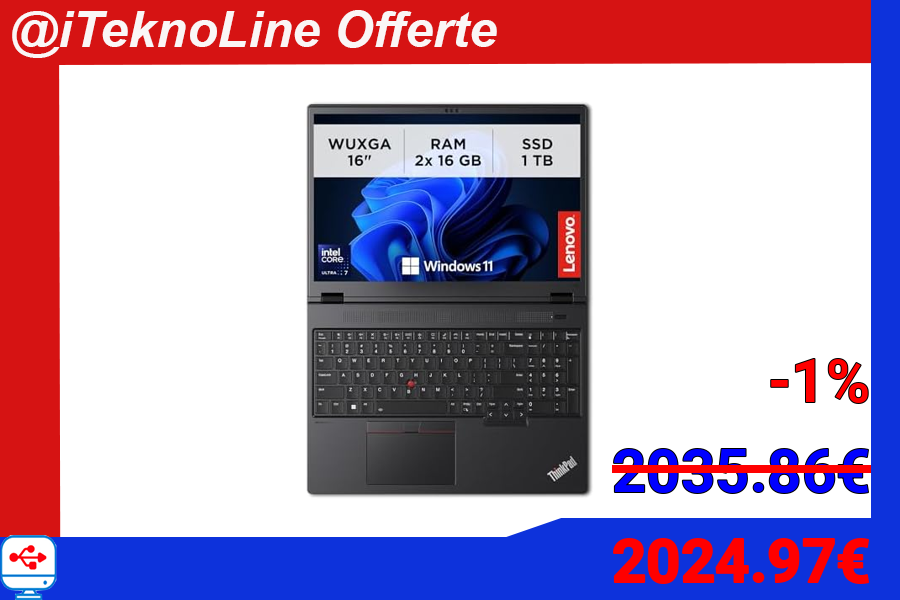 @iTeknoLine Offerte
WUXGA
16"
RAM
2x 16 GB
SSD
1 TB
Lenovo.
intel
CORE
ULTRA 7
Windows 11
ThinkPad
-1%
2035.86€
2024.97€